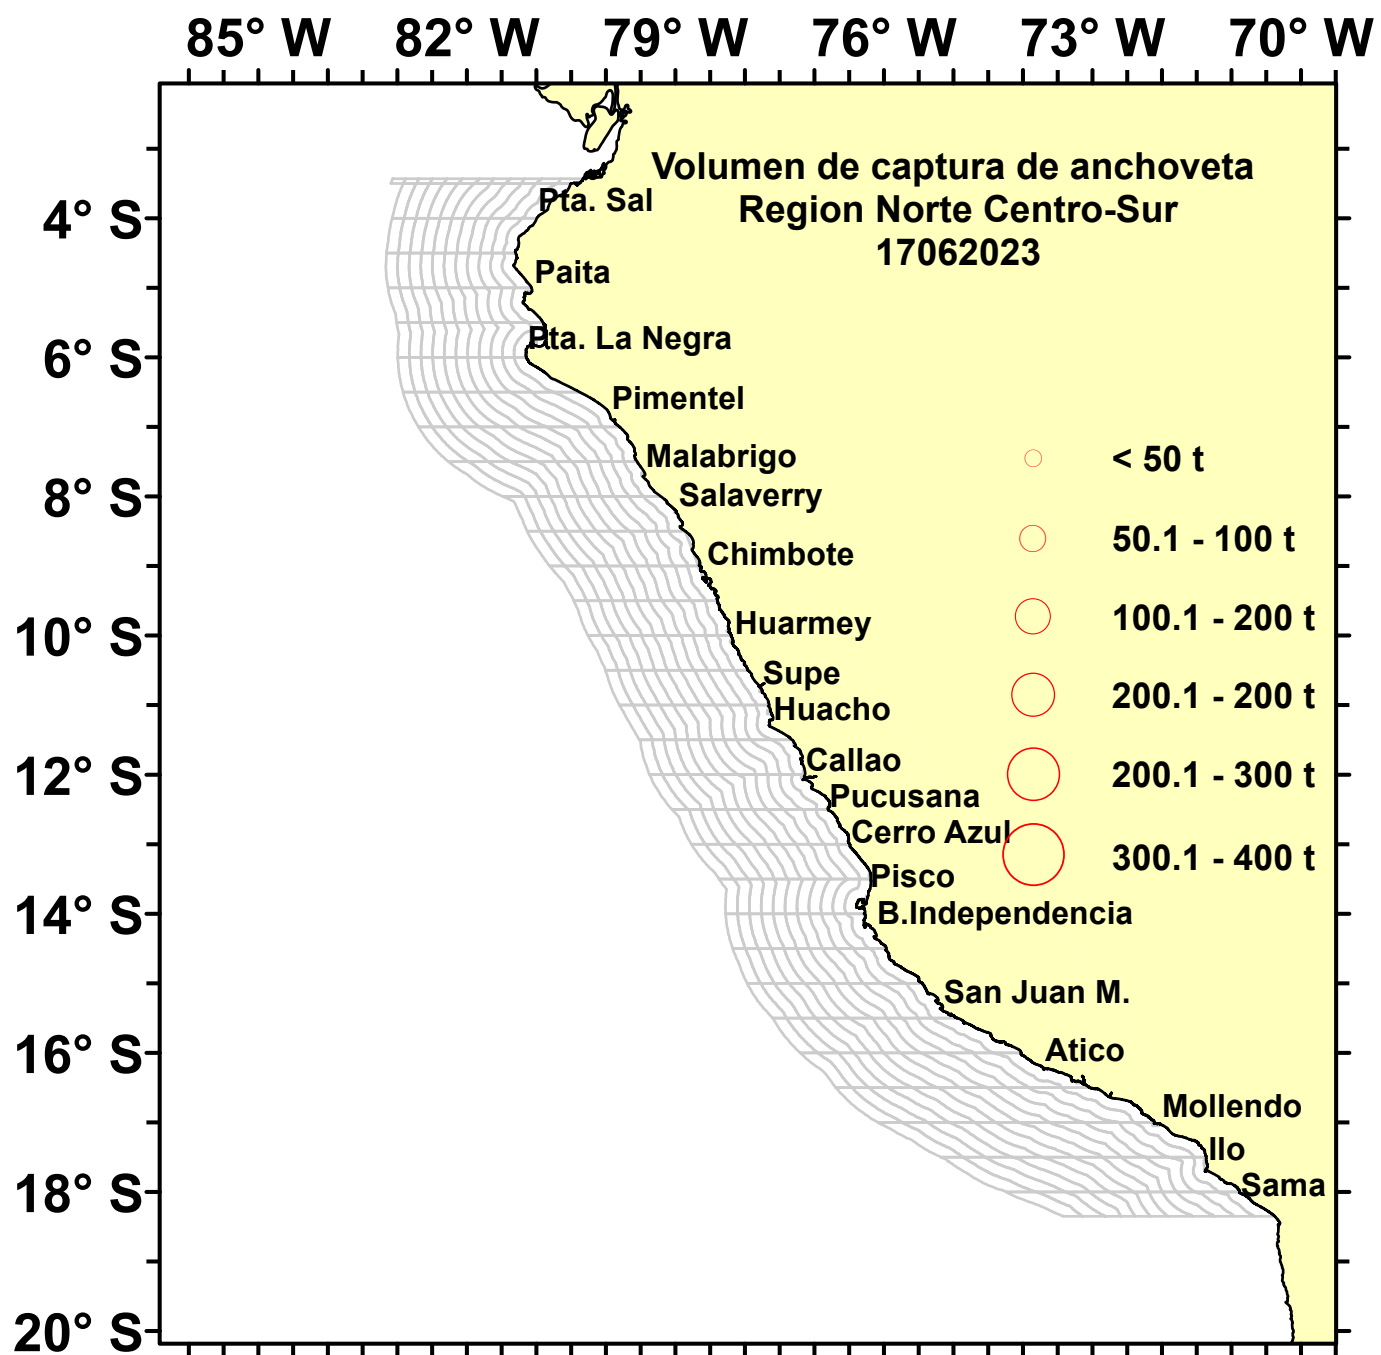 85° W 82° W 79° W 76° W 73° W 70° W
Volumen de captura de anchoveta
Region Norte Centro-Sur
17062023
4° S
6° S
8° S
10° S
12° S
14° S
16° S
18° S
20° S
Pta. Sal
Paita
Pta. La Negra
Pimentel
Malabrigo
Salaverry
Chimbote
Huarmey
Supe
Huacho
Callao
Pucusana
Cerro Azul
Pisco
B.Independencia
San Juan M.
Atico
Mollendo
Ilo
Sama
< 50 t
50.1 - 100 t
100.1 - 200 t
200.1 - 200 t
200.1 - 300 t
300.1 - 400 t